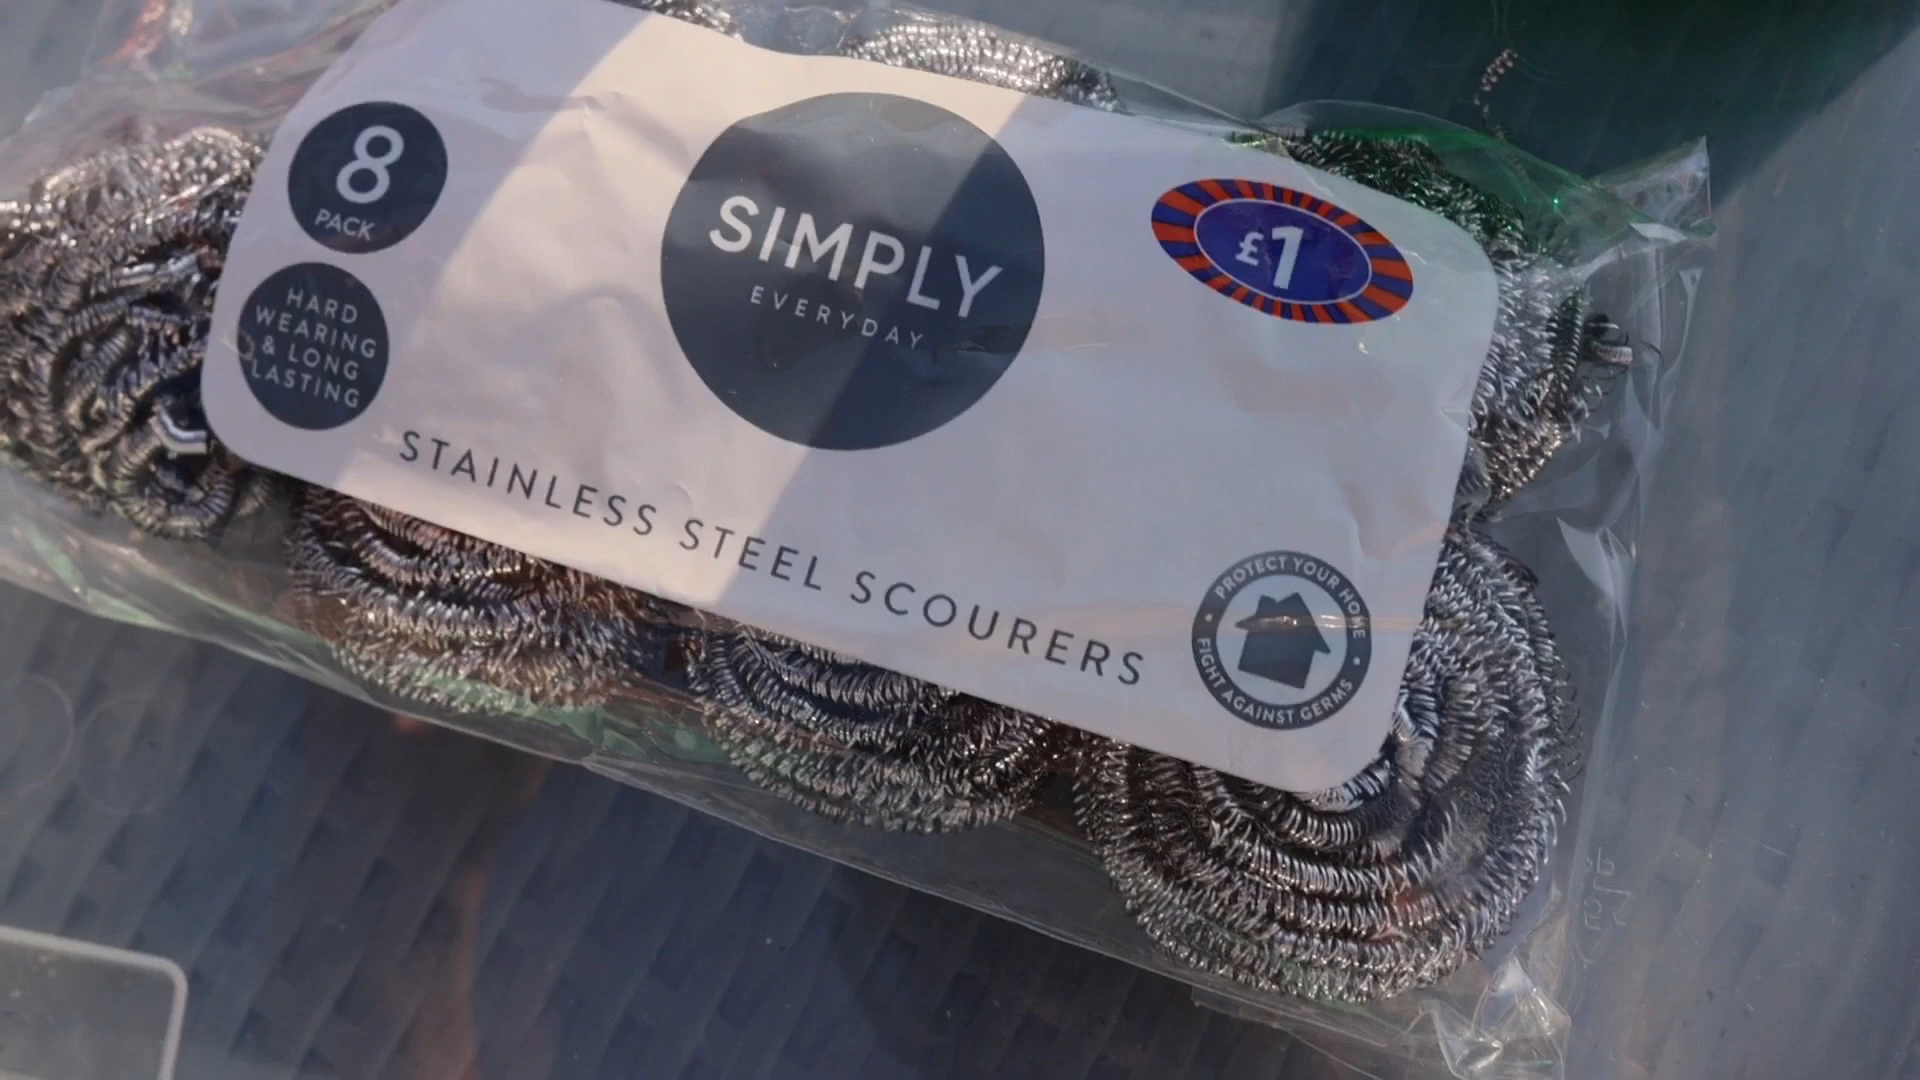 8
PACK
HARD
WEARING
& LONG
LASTING
SIMPLY
EVERYDAY
£1
STAINLESS STEEL SCOURERS
PROTECT YOUR HOME
FIGHT AGAINST GERMS